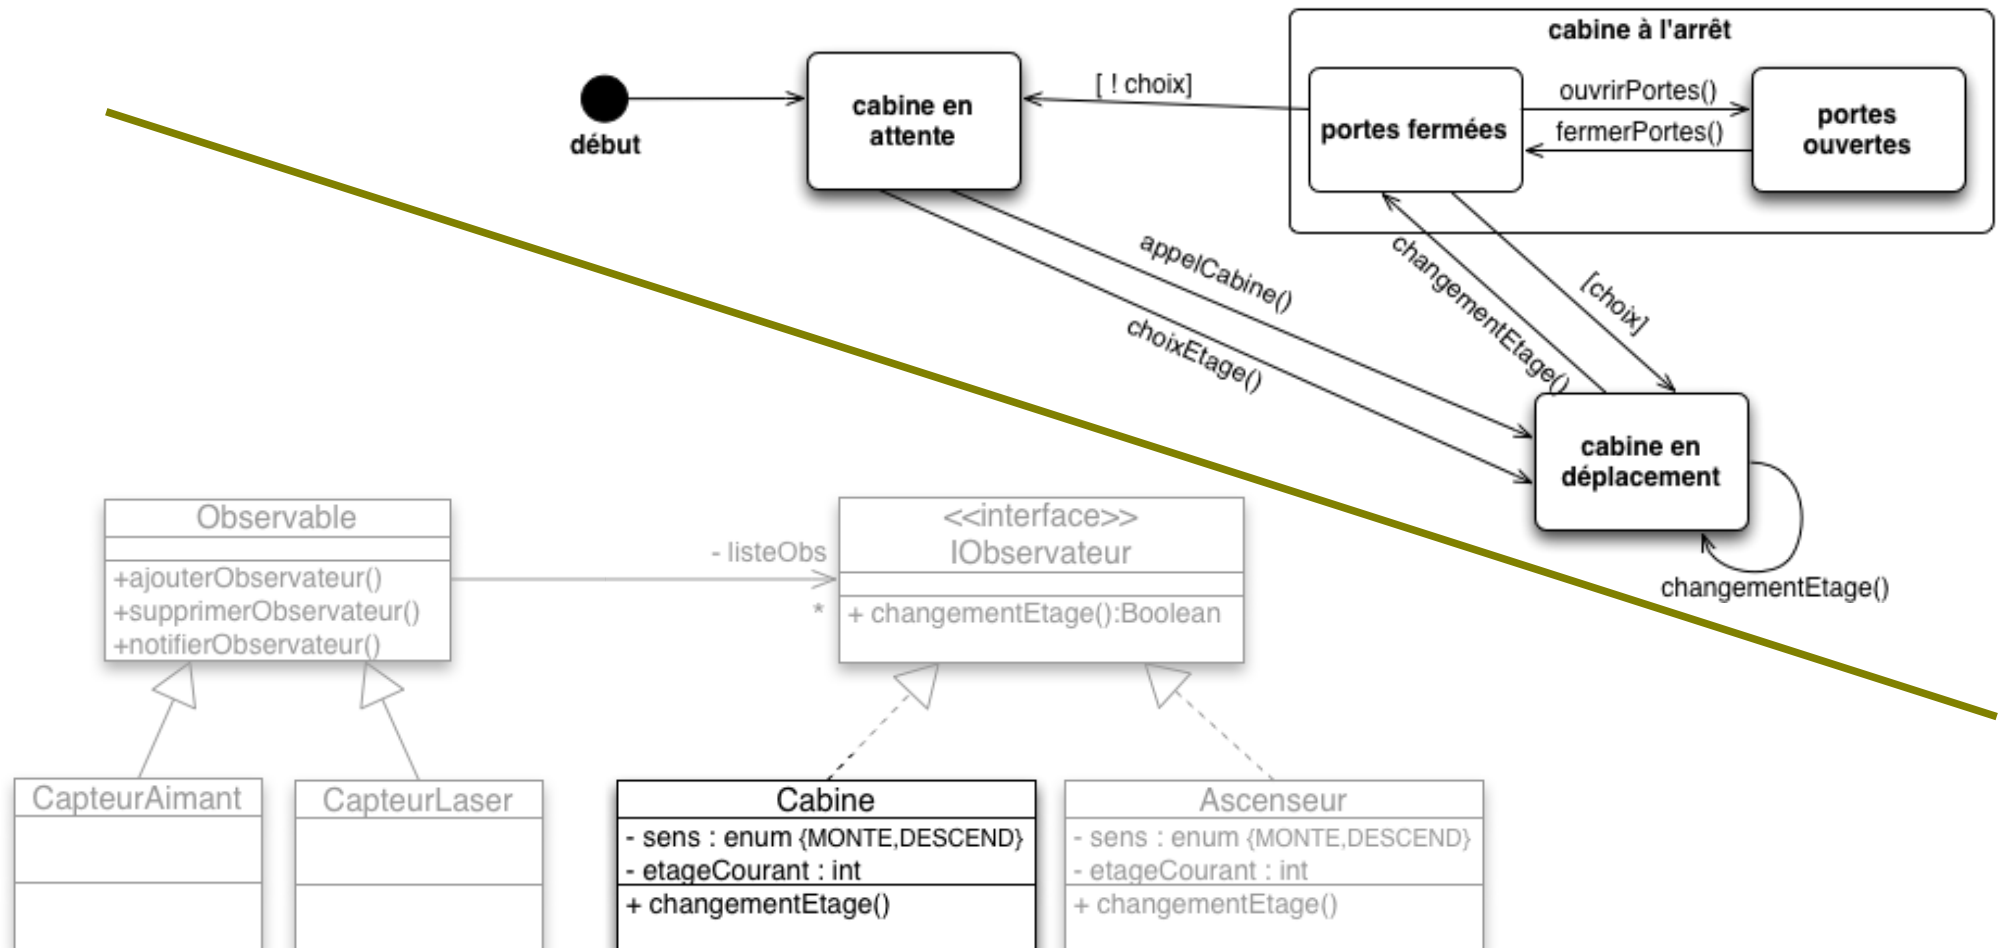 cabine à l'arrêt
début
cabine en
attente
[ ! choix]
portes fermées
ouvrirPortes()
fermerPortes()
portes
ouvertes
appelCabine()
choixEtage()
changementEtage()
[choix]
cabine en
déplacement
changementEtage()
Observable
+ajouterObservateur()
+supprimerObservateur()
+notifierObservateur()
- listeObs
*
<<interface>>
IObservateur
+ changementEtage():Boolean
CapteurAimant
CapteurLaser
Cabine
- sens : enum {MONTE,DESCEND}
- etageCourant : int
+ changementEtage()
Ascenseur
- sens : enum {MONTE,DESCEND}
- etageCourant : int
+ changementEtage()